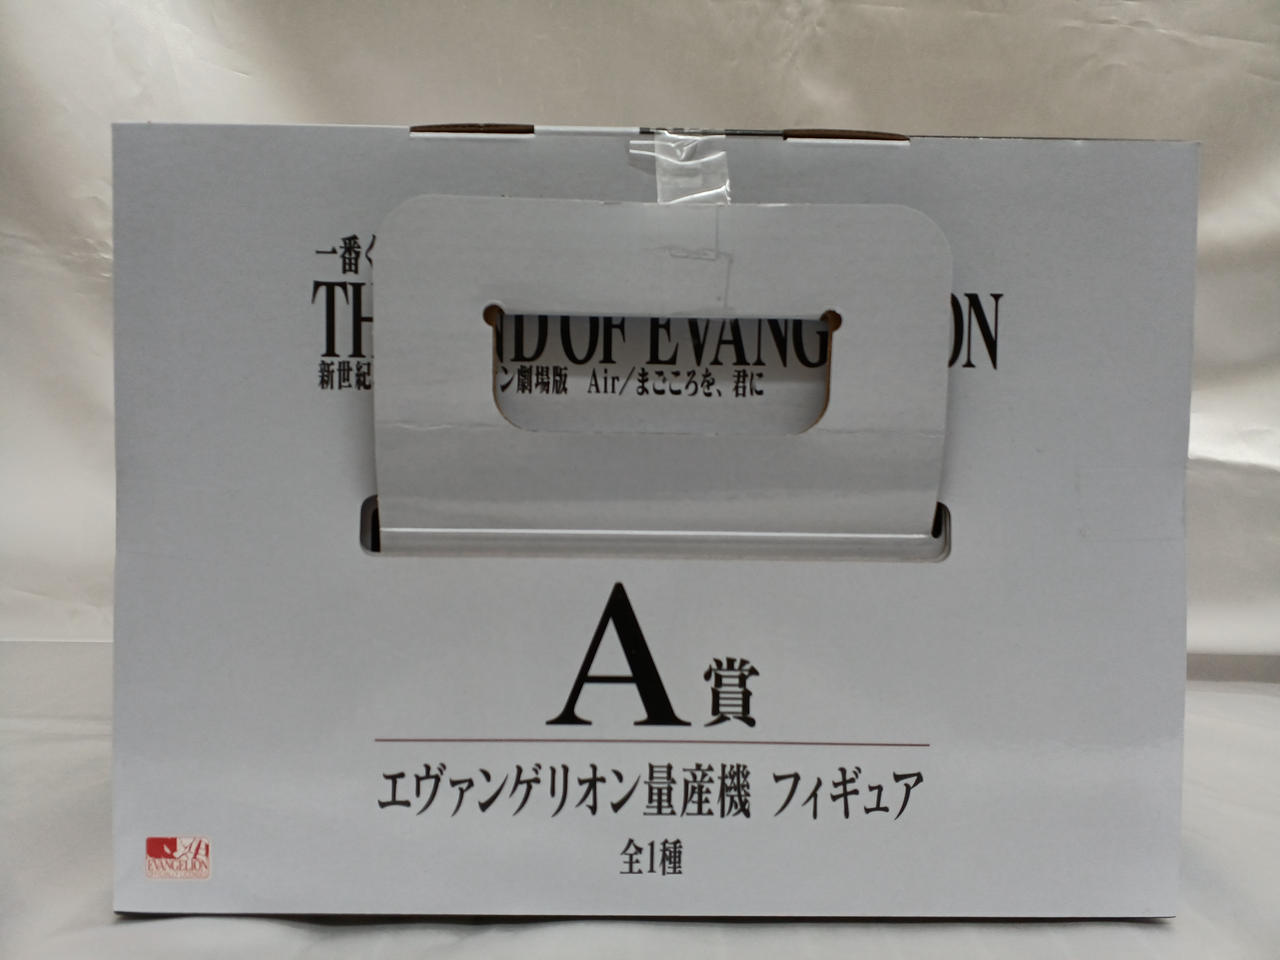 一番く
TH ND OF EVANG ON
新世紀 ン劇場版 Air/まごころを、君に
A賞
エヴァンゲリオン量産機 フィギュア
全1種
EVANGELION